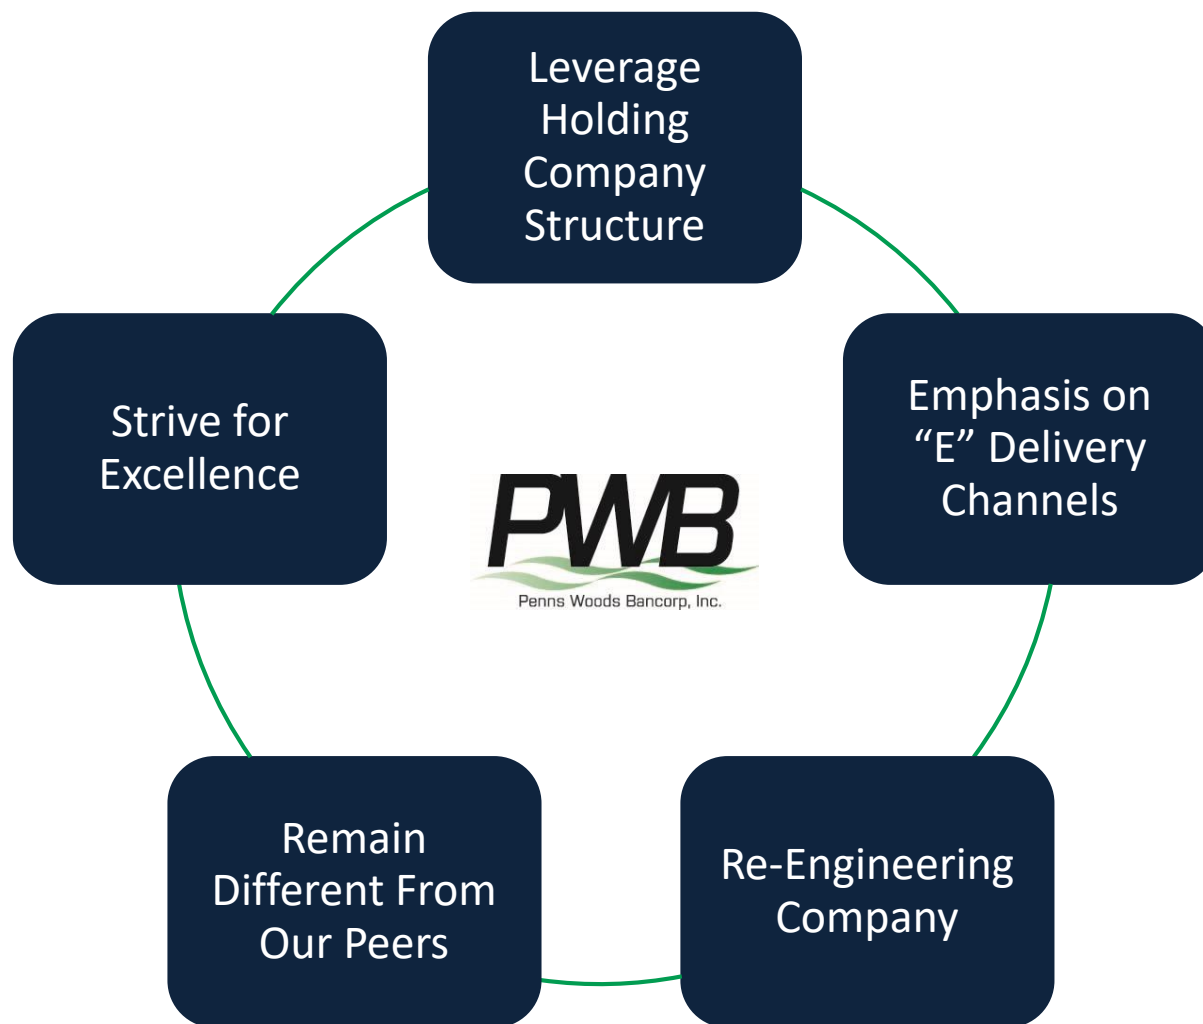 Leverage
Holding
Company
Structure
Strive for
Excellence
Emphasis on
“E” Delivery
Channels
PWB
Penns Woods Bancorp, Inc.
Remain
Different From
Our Peers
Re-Engineering
Company